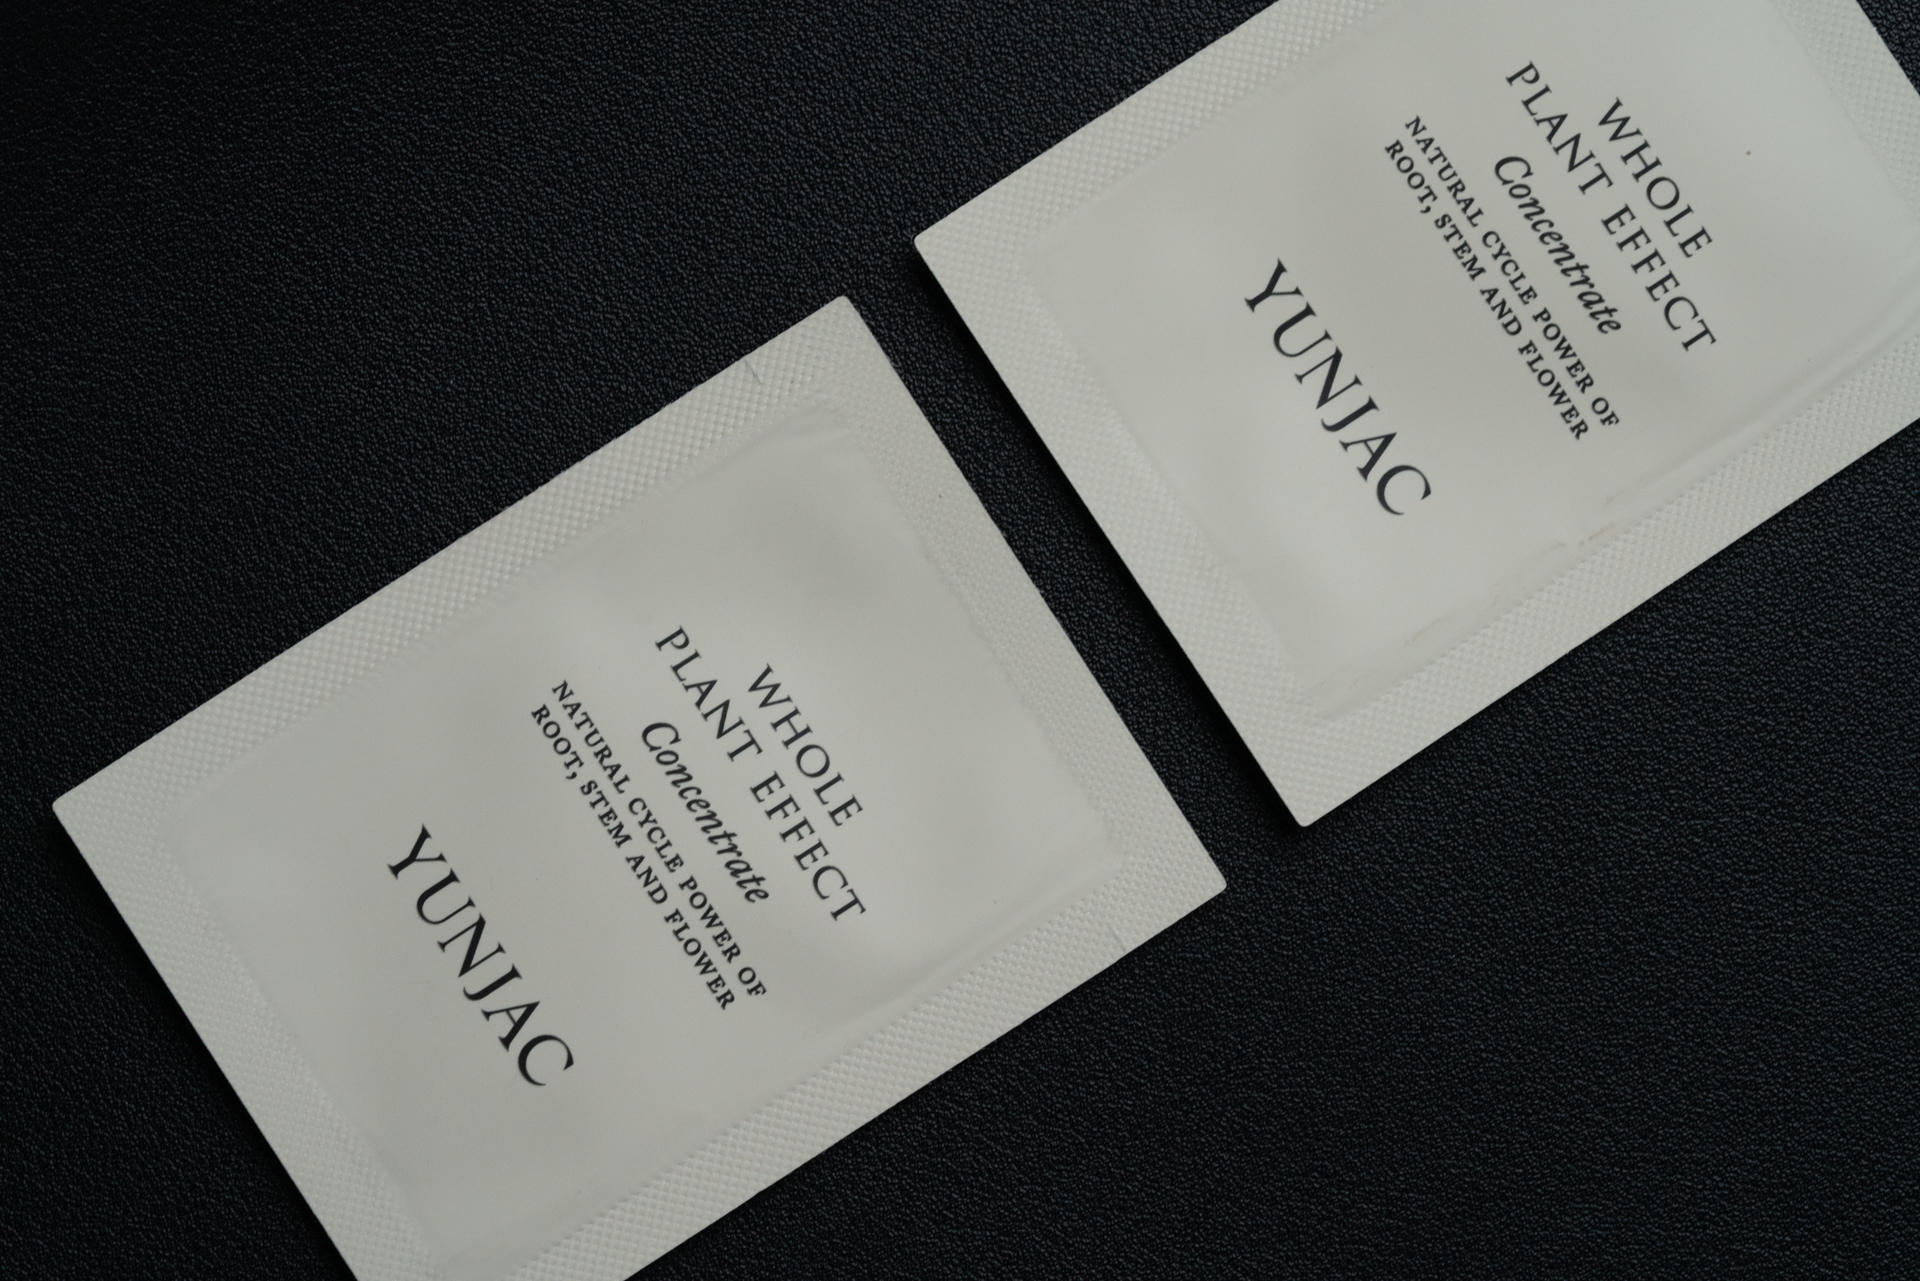 WHOLE
PLANT EFFECT
Concentrate
NATURAL CYCLE POWER OF
ROOT, STEM AND FLOWER
YUNJAC
WHOLE
PLANT EFFECT
Concentrate
NATURAL CYCLE POWER OF
ROOT, STEM AND FLOWER
YUNJAC